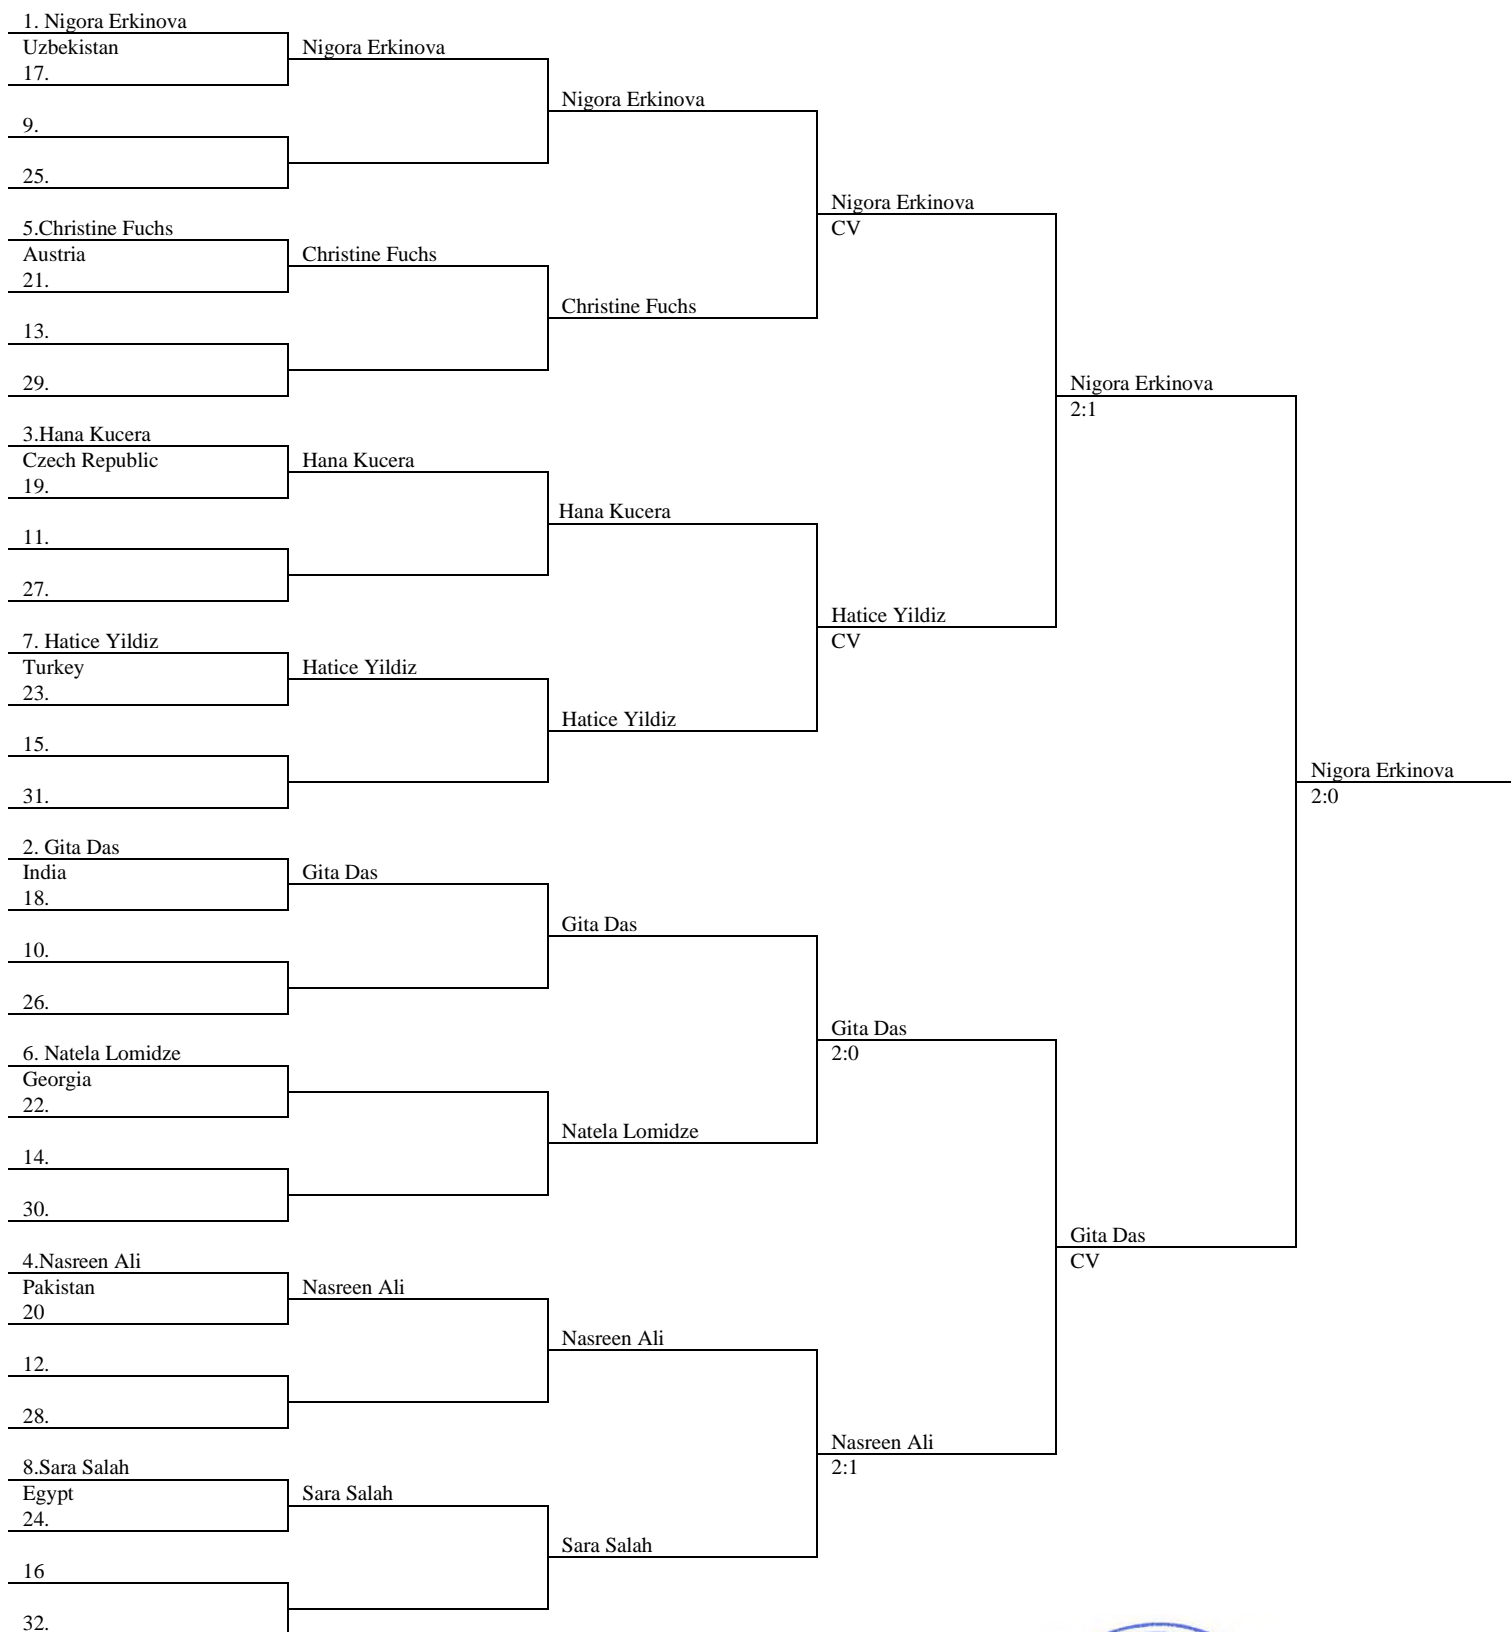 1. Nigora Erkinova
Uzbekistan
17.
Nigora Erkinova
9.
25.
Nigora Erkinova
5.Christine Fuchs
Austria
21.
Christine Fuchs
13.
29.
Christine Fuchs
Nigora Erkinova
CV
3.Hana Kucera
Czech Republic
19.
Hana Kucera
11.
27.
Hana Kucera
7. Hatice Yildiz
Turkey
23.
Hatice Yildiz
15.
31.
Hatice Yildiz
Hatice Yildiz
CV
Nigora Erkinova
2:1
2. Gita Das
India
18.
Gita Das
10.
26.
Gita Das
6. Natela Lomidze
Georgia
22.
14.
30.
Natela Lomidze
Gita Das
2:0
4.Nasreen Ali
Pakistan
20
Nasreen Ali
12.
28.
Nasreen Ali
8.Sara Salah
Egypt
24.
Sara Salah
16
32.
Sara Salah
Nasreen Ali
2:1
Gita Das
CV
Nigora Erkinova
2:0